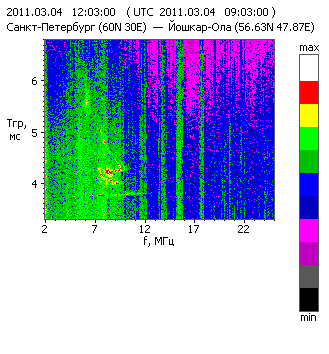 2011.03.04 12:03:00 ( UTC 2011.03.04 09:03:00 )
Санкт-Петербург (60N 30E) — Йошкар-Ола (56.63N 47.87E)
max
6
Tгр,
мс
5
4
2 7 12 17 22
f, МГц
min